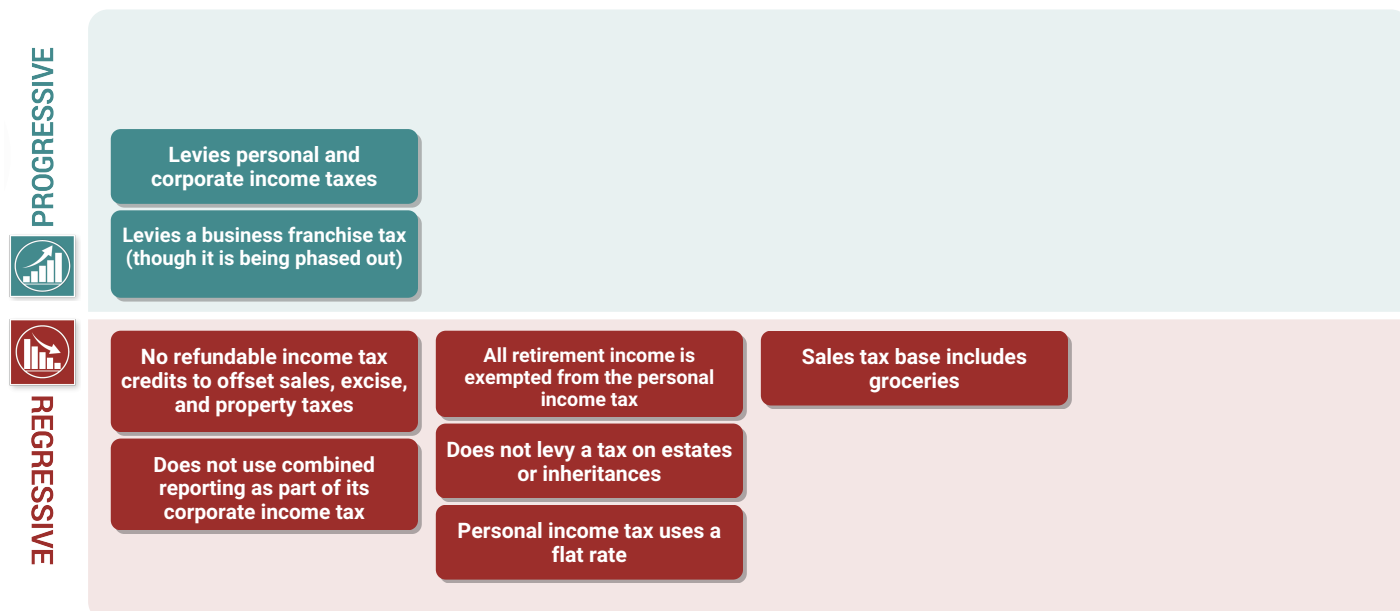 PROGRESSIVE
Levies personal and
corporate income taxes
Levies a business franchise tax
(though it is being phased out)
REGRESSIVE
No refundable income tax
credits to offset sales, excise,
and property taxes
Does not use combined
reporting as part of its
corporate income tax
All retirement income is
exempted from the personal
income tax
Does not levy a tax on estates
or inheritances
Personal income tax uses a
flat rate
Sales tax base includes
groceries